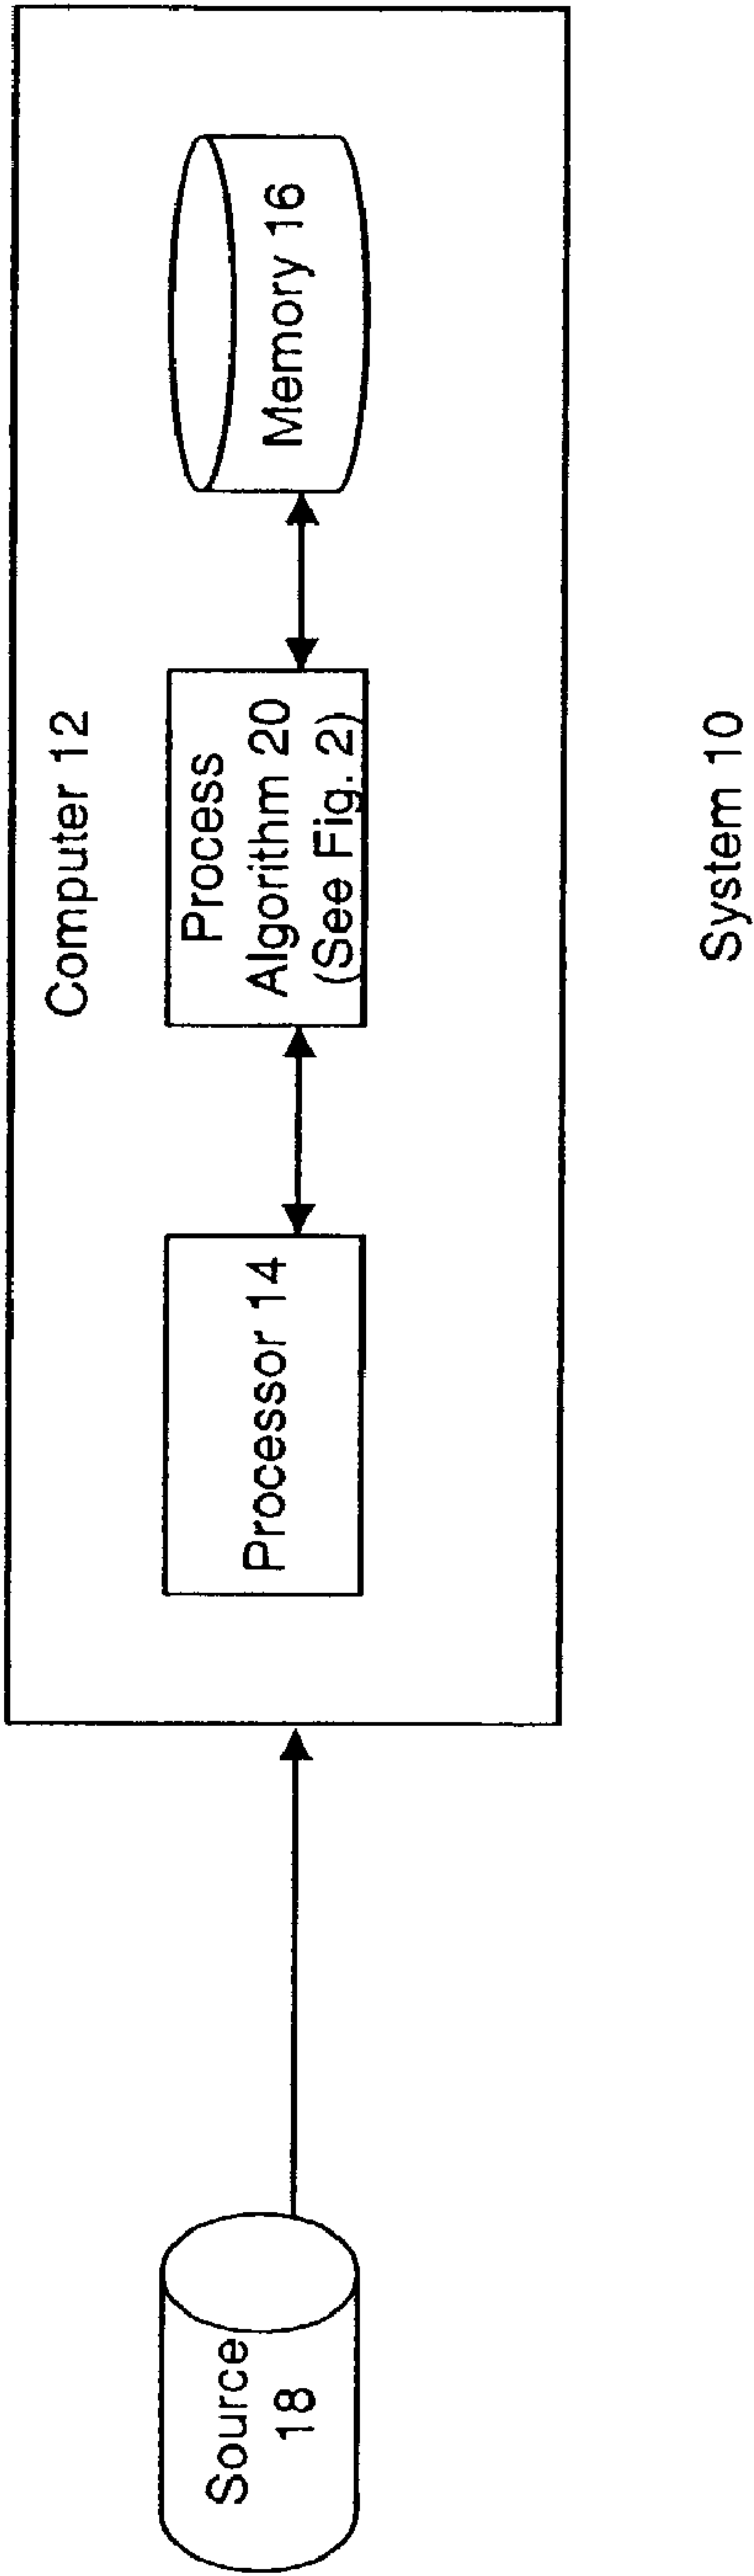 Computer 12
Source
18
Processor 14
Process
Algorithm 20
(See Fig. 2)
Memory 16
System 10